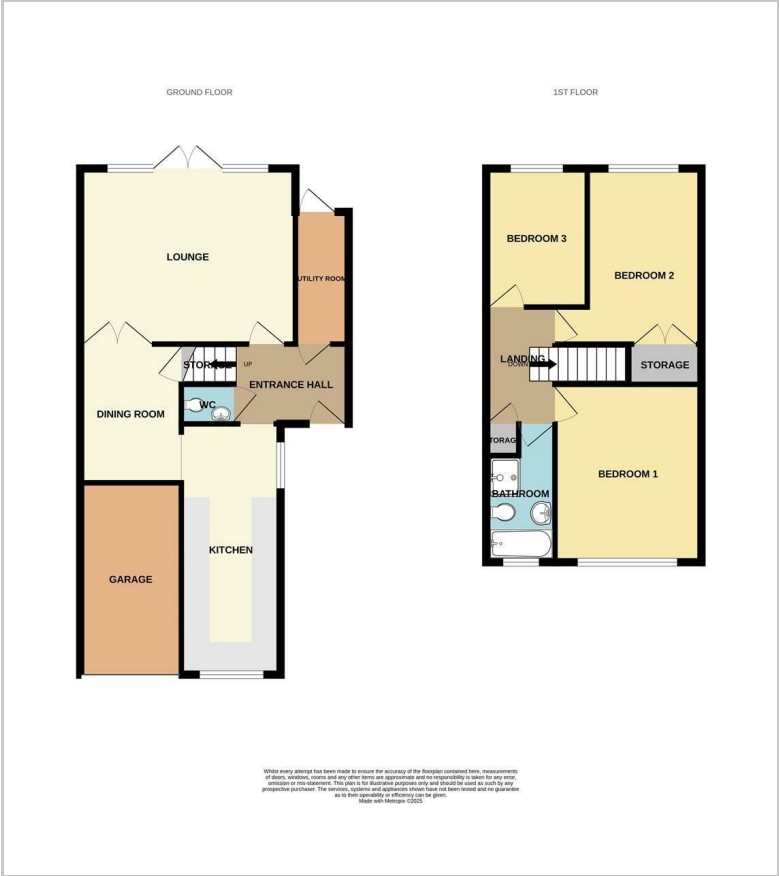 GROUND FLOOR
1ST FLOOR
LOUNGE
UTILITY ROOM
STORAGE
UP
ENTRANCE HALL
WC
DINING ROOM
KITCHEN
GARAGE
BEDROOM 3
BEDROOM 2
LANDING
DOWN
STORAGE
TORAG
BATHROOM
BEDROOM 1
Whilst every attempt has been made to ensure the accuracy of the floorplan contained here, measurements
of doors, windows, rooms and any other items are approximate and no responsibility is taken for any error,
omission or mis-statement. This plan is for illustrative purposes only and should be used as such by any
prospective purchaser. The services, systems and appliances shown have not been tested and no guarantee
as to their operability or efficiency can be given.
Made with Metropix ©2025